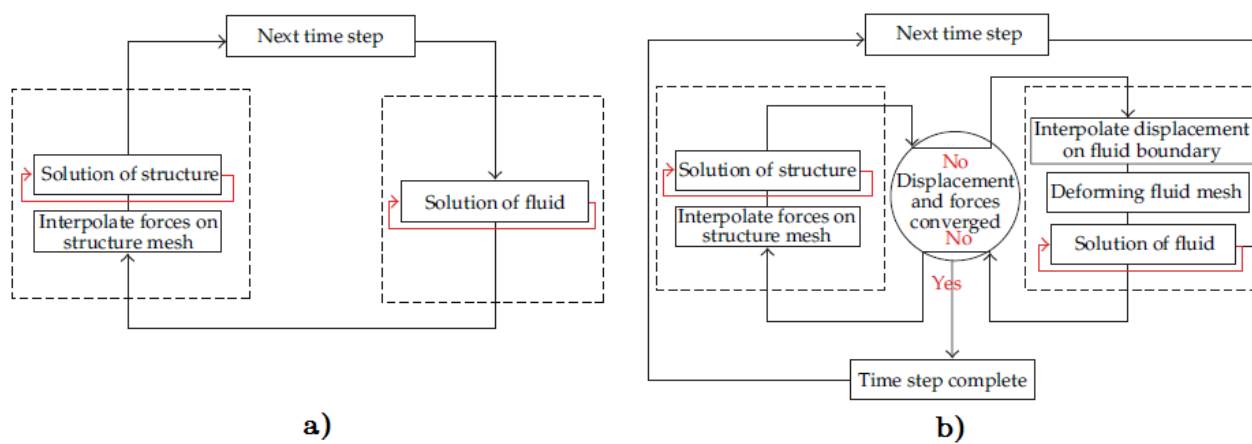 Next time step
Solution of structure
Interpolate forces on
structure mesh
Solution of fluid
a)
Next time step
Solution of structure
Interpolate forces on
structure mesh
No
Displacement
and forces
converged
No
Yes
Interpolate displacement
on fluid boundary
Deforming fluid mesh
Solution of fluid
Time step complete
b)